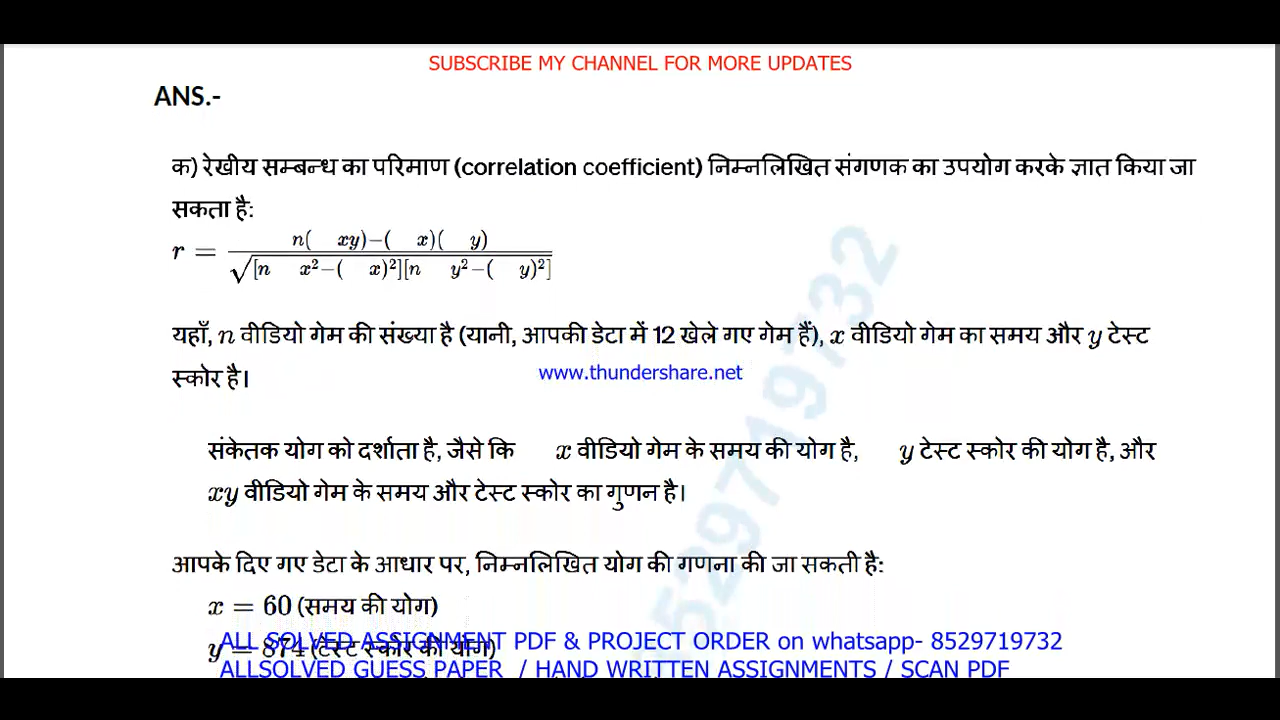 SUBSCRIBE MY CHANNEL FOR MORE UPDATES
ANS.-
क) रेखीय सम्बन्ध का परिमाण (correlation coefficient) निम्नलिखित संगणक का उपयोग करके ज्ञात किया जा
सकता है:
r = n( xy)−( x)( y) / √[n x²−( x)²][n y²−( y)²]
यहाँ, n वीडियो गेम की संख्या है (यानी, आपकी डेटा में 12 खेले गए गेम हैं), x वीडियो गेम का समय और y टेस्ट
स्कोर है।
www.thundershare.net
संकेतक योग को दर्शाता है, जैसे कि x वीडियो गेम के समय की योग है, y टेस्ट स्कोर की योग है, और
xy वीडियो गेम के समय और टेस्ट स्कोर का गुणन है।
आपके दिए गए डेटा के आधार पर, निम्नलिखित योग की गणना की जा सकती है:
x = 60 (समय की योग)
y = 874 (टेस्ट स्कोर की योग)
ALL SOLVED ASSIGNMENT PDF & PROJECT ORDER on whatsapp- 8529719732
ALLSOLVED GUESS PAPER / HAND WRITTEN ASSIGNMENTS / SCAN PDF
8529719732